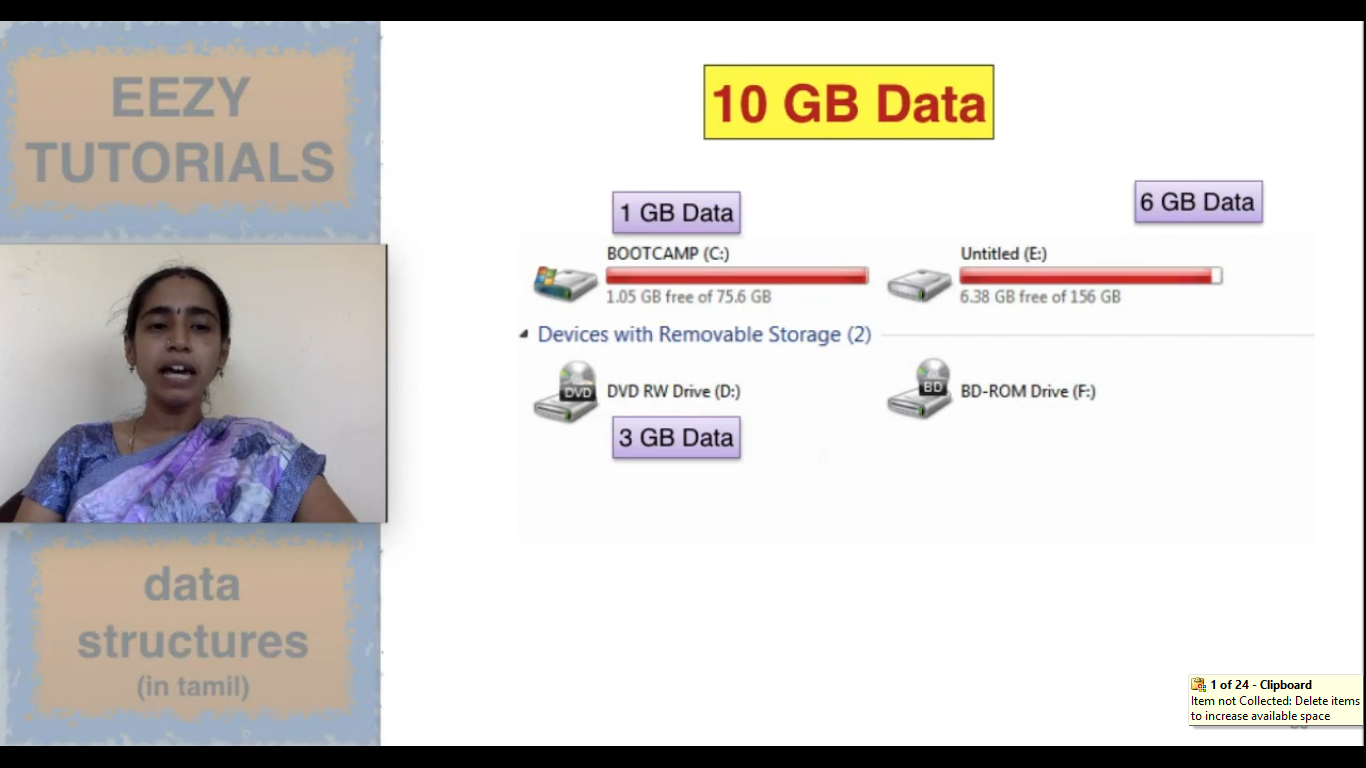 EEZY
TUTORIALS
data
structures
(in tamil)
10 GB Data
1 GB Data
6 GB Data
BOOTCAMP (C:)
1.05 GB free of 75.6 GB
Untitled (E:)
6.38 GB free of 156 GB
Devices with Removable Storage (2)
DVD
DVD RW Drive (D:)
BD
BD-ROM Drive (F:)
3 GB Data
1 of 24 - Clipboard
Item not Collected: Delete items
to increase available space